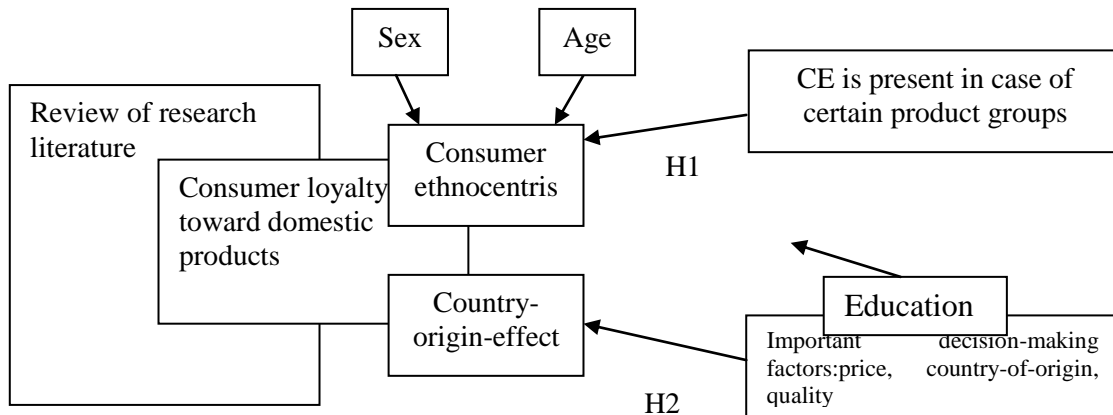 Sex
Age
CE is present in case of
certain product groups
Review of research
literature
Consumer
ethnocentris
H1
Consumer loyalty
toward domestic
products
Country-
origin-effect
Education
Important decision-making
factors:price, country-of-origin,
quality
H2